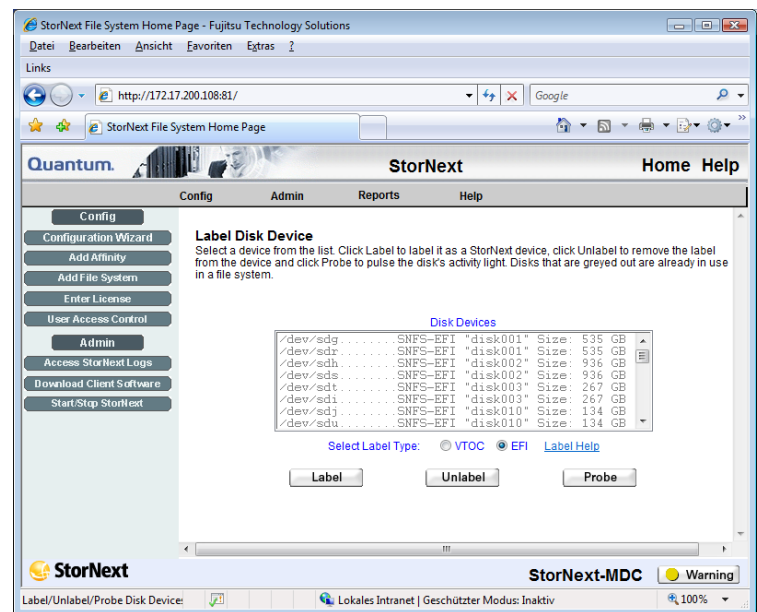 StorNext File System Home Page - Fujitsu Technology Solutions
Datei Bearbeiten Ansicht Favoriten Extras ?
Links
http://172.17.200.108:81/
Google
StorNext File System Home Page
Quantum. StorNext Home Help
Config Admin Reports Help
Config
Configuration Wizard
Add Affinity
Add File System
Enter License
User Access Control
Admin
Access StorNext Logs
Download Client Software
Start/Stop StorNext
Label Disk Device
Select a device from the list. Click Label to label it as a StorNext device, click Unlabel to remove the label
from the device and click Probe to pulse the disk's activity light. Disks that are greyed out are already in use
in a file system.
Disk Devices
/dev/sdg........SNFS-EFI "disk001" Size: 535 GB
/dev/sdr........SNFS-EFI "disk001" Size: 535 GB
/dev/sdh........SNFS-EFI "disk002" Size: 936 GB
/dev/sds........SNFS-EFI "disk002" Size: 936 GB
/dev/sdt........SNFS-EFI "disk003" Size: 267 GB
/dev/sdi........SNFS-EFI "disk003" Size: 267 GB
/dev/sdj........SNFS-EFI "disk010" Size: 134 GB
/dev/sdu........SNFS-EFI "disk010" Size: 134 GB
Select Label Type: VTOC EFI Label Help
Label Unlabel Probe
StorNext StorNext-MDC Warning
Label/Unlabel/Probe Disk Device: Lokales Intranet | Geschützter Modus: Inaktiv 100%